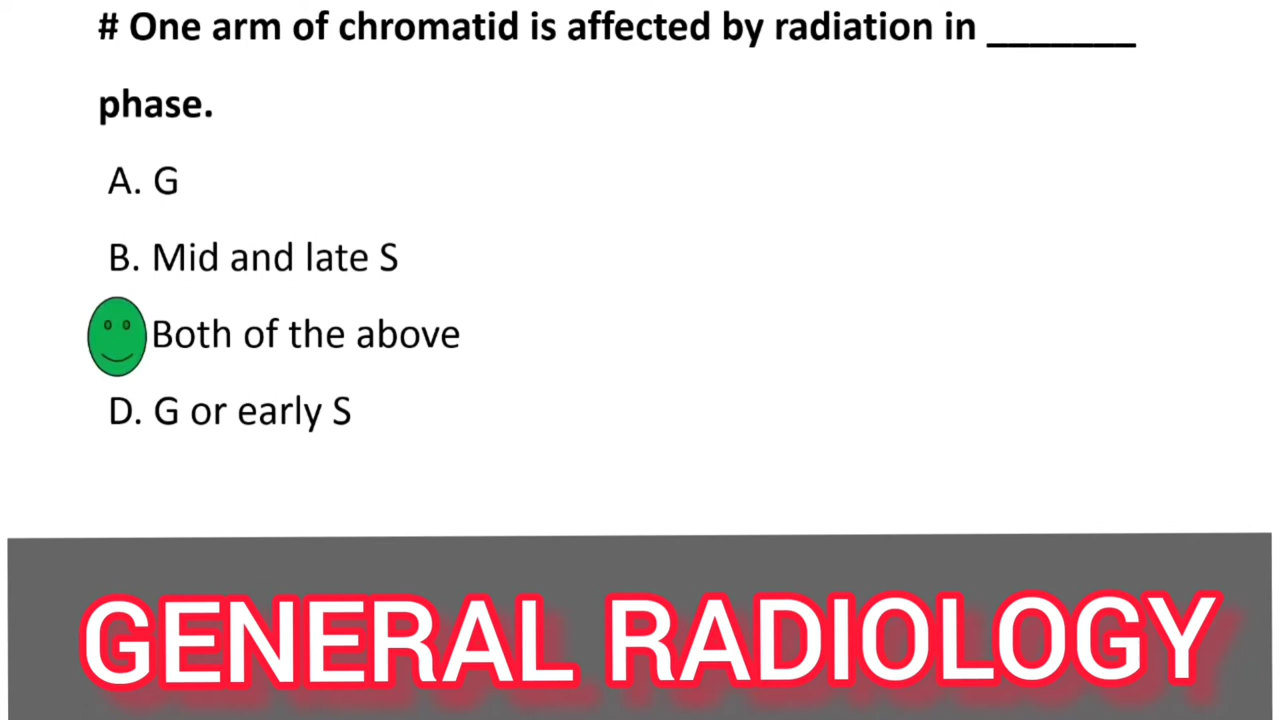 # One arm of chromatid is affected by radiation in _______
phase.
A. G
B. Mid and late S
Both of the above
D. G or early S
GENERAL RADIOLOGY